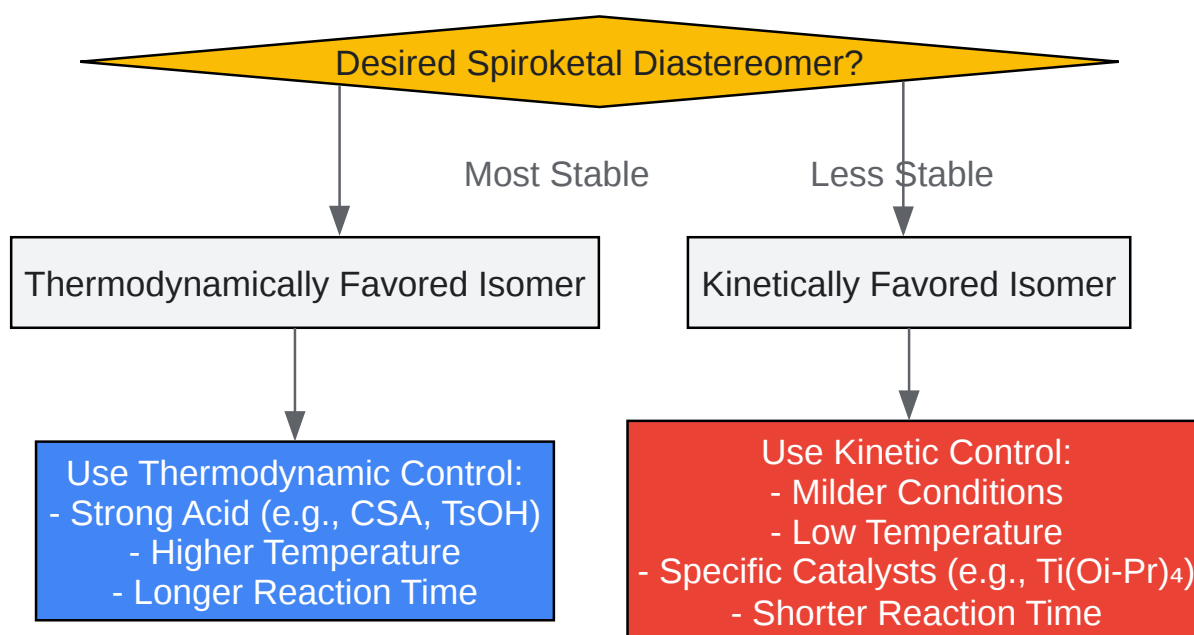 Desired Spiroketal Diastereomer?
Most Stable
Less Stable
Thermodynamically Favored Isomer
Kinetically Favored Isomer
Use Thermodynamic Control:
- Strong Acid (e.g., CSA, TsOH)
- Higher Temperature
- Longer Reaction Time
Use Kinetic Control:
- Milder Conditions
- Low Temperature
- Specific Catalysts (e.g., Ti(Oi-Pr)₄)
- Shorter Reaction Time